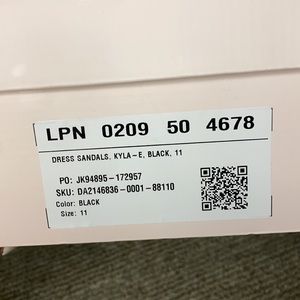 LPN 0209 50 4678
DRESS SANDALS, KYLA-E, BLACK, 11
PO: JK94895-172957
SKU: DA2146836-0001-88110
Color: BLACK
Size: 11